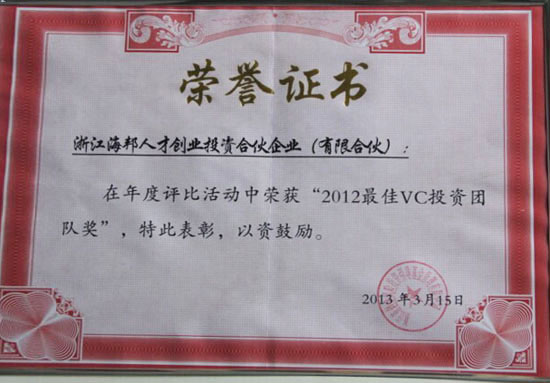 荣誉证书
浙江海邦人才创业投资合伙企业（有限合伙）：
在年度评比活动中荣获“2012最佳VC投资团
队奖”，特此表彰，以资鼓励。
2013年3月15日